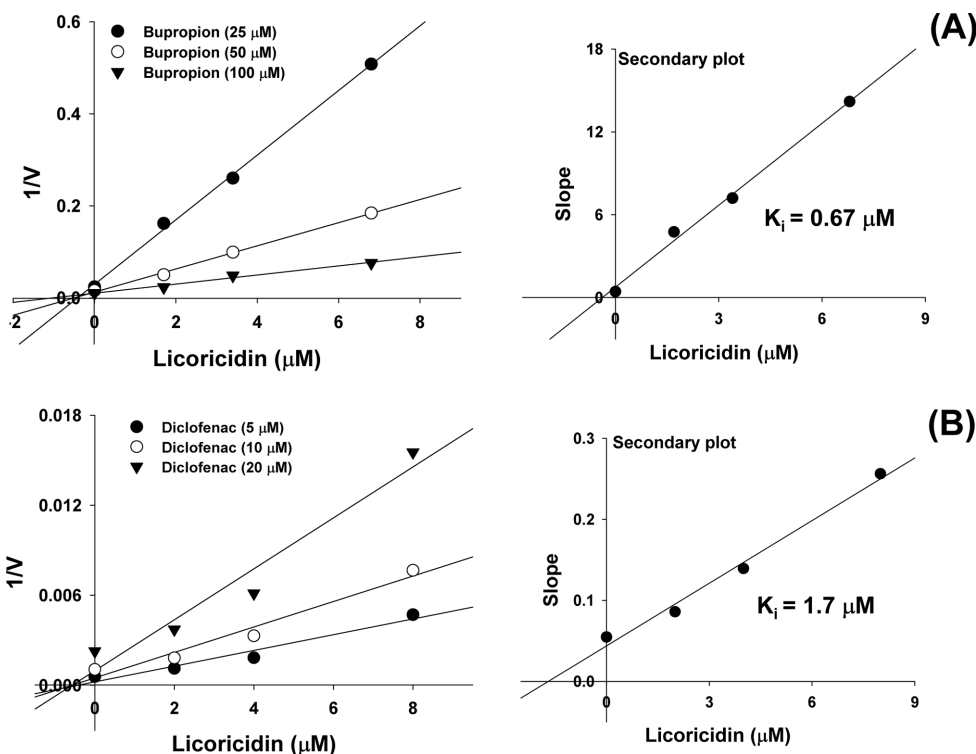 (A)
0.6
0.4
0.2
0.0
1/V
Bupropion (25 μM)
Bupropion (50 μM)
Bupropion (100 μM)
-2 0 2 4 6 8
Licoricidin (μM)
Secondary plot
18
12
6
0
Slope
Ki = 0.67 μM
0 3 6 9
Licoricidin (μM)
(B)
0.018
0.012
0.006
0.000
1/V
Diclofenac (5 μM)
Diclofenac (10 μM)
Diclofenac (20 μM)
0 2 4 6 8
Licoricidin (μM)
Secondary plot
0.3
0.2
0.1
0.0
Slope
Ki = 1.7 μM
0 3 6 9
Licoricidin (μM)